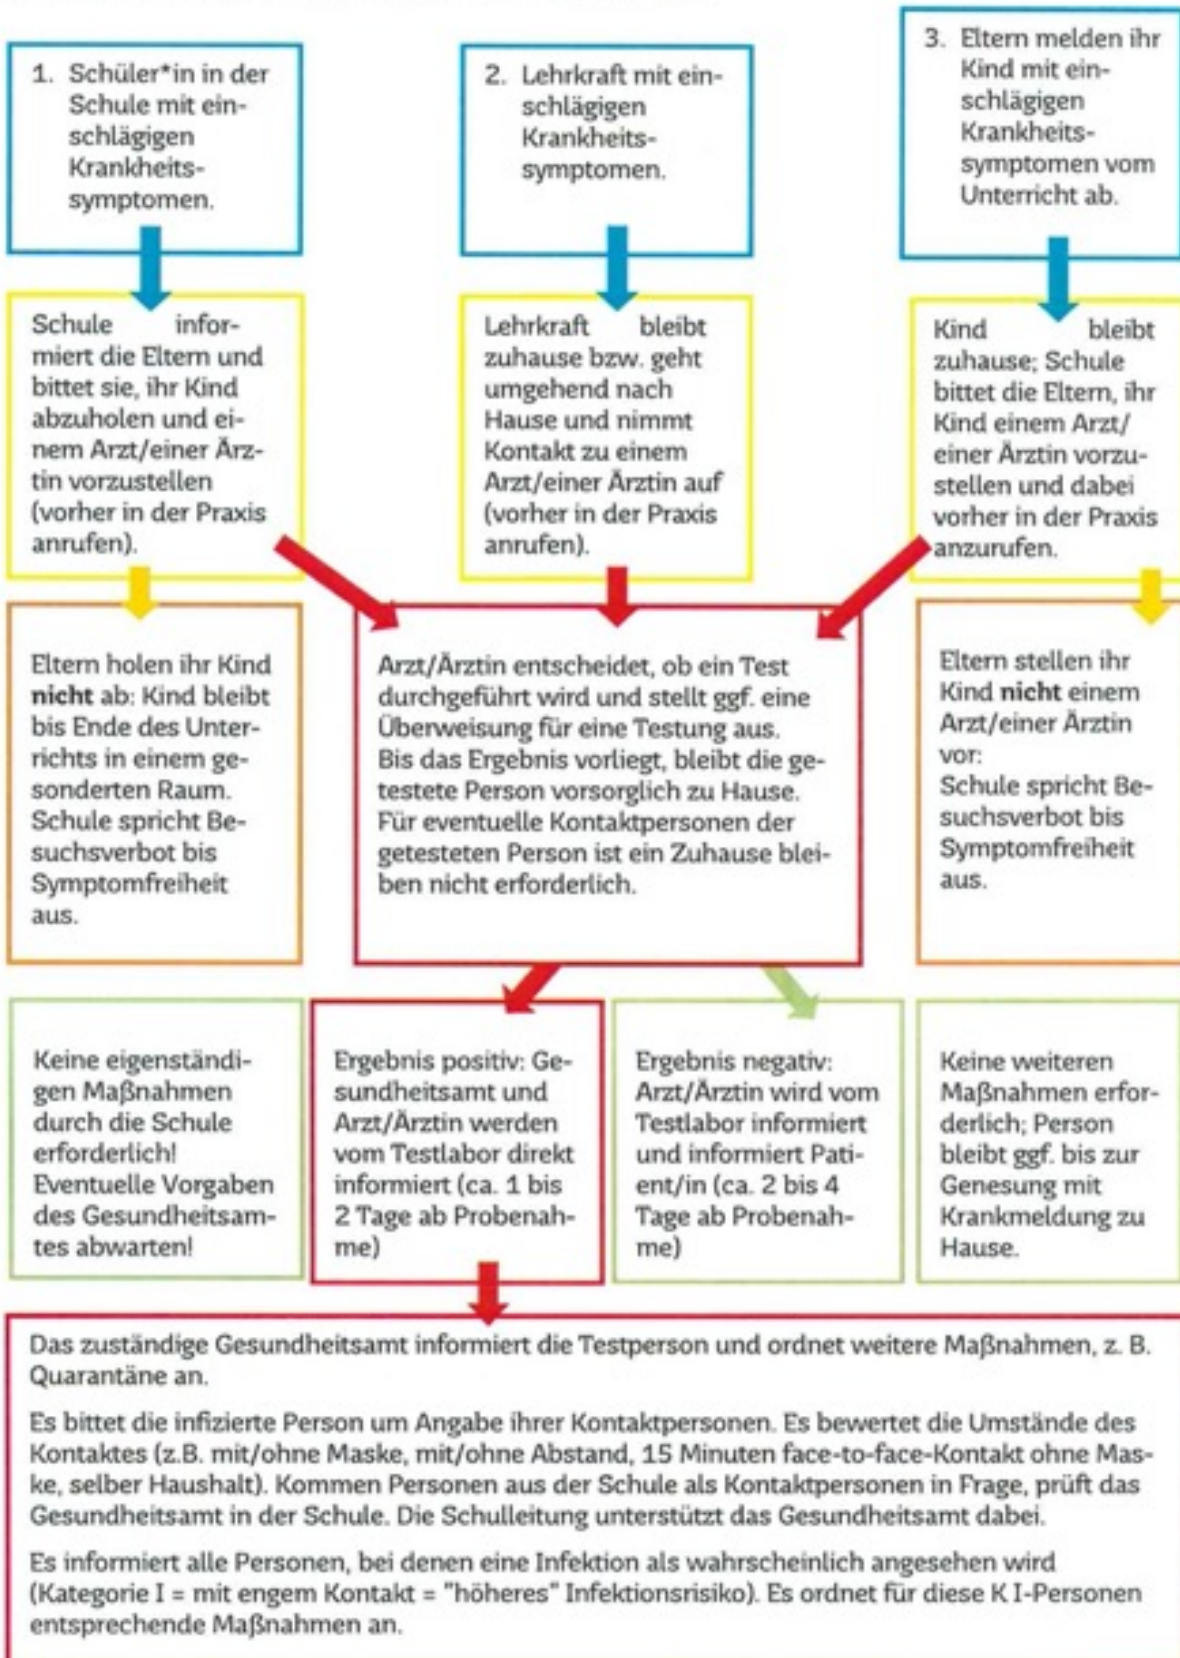 1. Schüler*in in der
Schule mit ein-
schlägigen
Krankheits-
symptomen.
2. Lehrkraft mit ein-
schlägigen
Krankheits-
symptomen.
3. Eltern melden ihr
Kind mit ein-
schlägigen
Krankheits-
symptomen vom
Unterricht ab.
Schule infor-
miert die Eltern und
bittet sie, ihr Kind
abzuholen und ei-
nem Arzt/einer Ärz-
tin vorzustellen
(vorher in der Praxis
anrufen).
Lehrkraft bleibt
zuhause bzw. geht
umgehend nach
Hause und nimmt
Kontakt zu einem
Arzt/einer Ärztin auf
(vorher in der Praxis
anrufen).
Kind bleibt
zuhause; Schule
bittet die Eltern, ihr
Kind einem Arzt/
einer Ärztin vorzu-
stellen und dabei
vorher in der Praxis
anzurufen.
Eltern holen ihr Kind
nicht ab: Kind bleibt
bis Ende des Unter-
richts in einem ge-
sonderten Raum.
Schule spricht Be-
suchsverbot bis
Symptomfreiheit
aus.
Arzt/Ärztin entscheidet, ob ein Test
durchgeführt wird und stellt ggf. eine
Überweisung für eine Testung aus.
Bis das Ergebnis vorliegt, bleibt die ge-
testete Person vorsorglich zu Hause.
Für eventuelle Kontaktpersonen der
getesteten Person ist ein Zuhause blei-
ben nicht erforderlich.
Eltern stellen ihr
Kind nicht einem
Arzt/einer Ärztin
vor:
Schule spricht Be-
suchsverbot bis
Symptomfreiheit
aus.
Keine eigenständi-
gen Maßnahmen
durch die Schule
erforderlich!
Eventuelle Vorgaben
des Gesundheitsam-
tes abwarten!
Ergebnis positiv: Ge-
sundheitsamt und
Arzt/Ärztin werden
vom Testlabor direkt
informiert (ca. 1 bis
2 Tage ab Probenah-
me)
Ergebnis negativ:
Arzt/Ärztin wird vom
Testlabor informiert
und informiert Pati-
ent/in (ca. 2 bis 4
Tage ab Probenah-
me)
Keine weiteren
Maßnahmen erfor-
derlich; Person
bleibt ggf. bis zur
Genesung mit
Krankmeldung zu
Hause.
Das zuständige Gesundheitsamt informiert die Testperson und ordnet weitere Maßnahmen, z. B.
Quarantäne an.
Es bittet die infizierte Person um Angabe ihrer Kontaktpersonen. Es bewertet die Umstände des
Kontaktes (z.B. mit/ohne Maske, mit/ohne Abstand, 15 Minuten face-to-face-Kontakt ohne Mas-
ke, selber Haushalt). Kommen Personen aus der Schule als Kontaktpersonen in Frage, prüft das
Gesundheitsamt in der Schule. Die Schulleitung unterstützt das Gesundheitsamt dabei.
Es informiert alle Personen, bei denen eine Infektion als wahrscheinlich angesehen wird
(Kategorie I = mit engem Kontakt = "höheres" Infektionsrisiko). Es ordnet für diese K I-Personen
entsprechende Maßnahmen an.